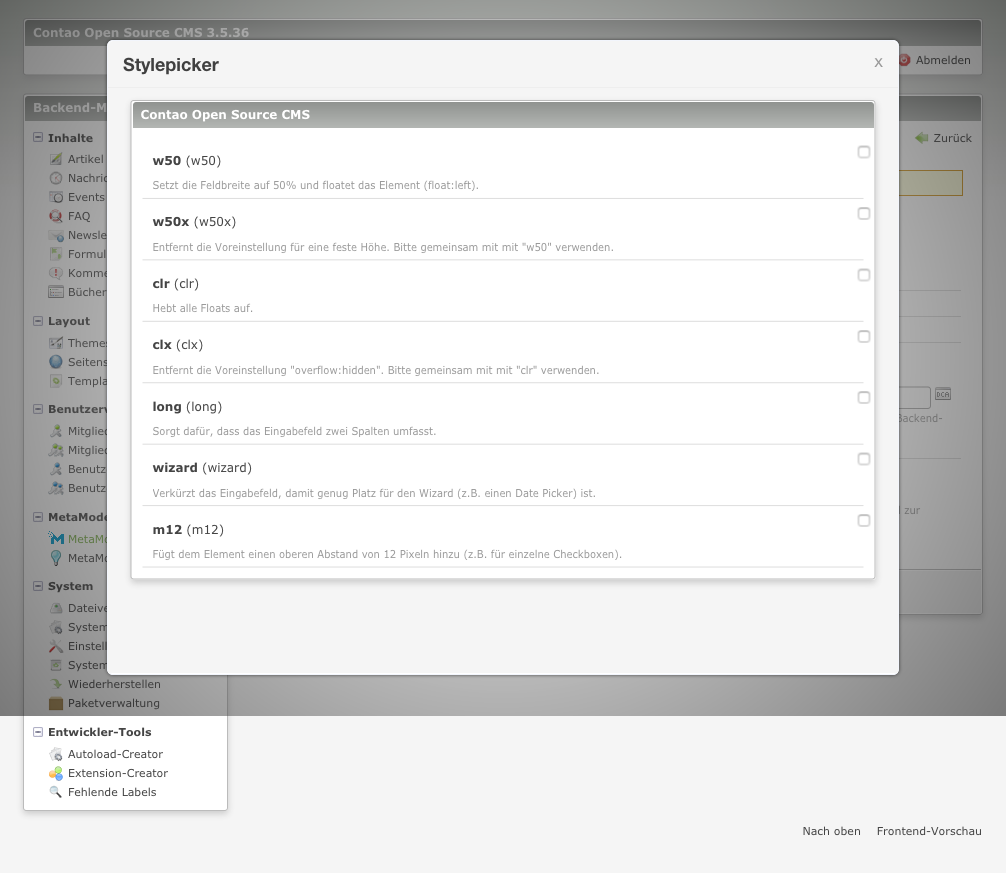 Contao Open Source CMS 3.5.36
Abmelden
Stylepicker
X
Contao Open Source CMS
w50 (w50)
Setzt die Feldbreite auf 50% und floatet das Element (float:left).
w50x (w50x)
Entfernt die Voreinstellung für eine feste Höhe. Bitte gemeinsam mit mit "w50" verwenden.
clr (clr)
Hebt alle Floats auf.
clx (clx)
Entfernt die Voreinstellung "overflow:hidden". Bitte gemeinsam mit mit "clr" verwenden.
long (long)
Sorgt dafür, dass das Eingabefeld zwei Spalten umfasst.
wizard (wizard)
Verkürzt das Eingabefeld, damit genug Platz für den Wizard (z.B. einen Date Picker) ist.
m12 (m12)
Fügt dem Element einen oberen Abstand von 12 Pixeln hinzu (z.B. für einzelne Checkboxen).
Backend-M
Inhalte
Artikel
Nachric
Events
FAQ
Newsle
Formul
Komme
Bücher
Layout
Themes
Seitens
Templa
Benutzerv
Mitglied
Mitglied
Benutz
Benutz
MetaMode
MetaMo
MetaMo
System
Dateive
System
Einstell
System
Wiederherstellen
Paketverwaltung
Entwickler-Tools
Autoload-Creator
Extension-Creator
Fehlende Labels
Zurück
DCA
Backend-
zur
Nach oben
Frontend-Vorschau